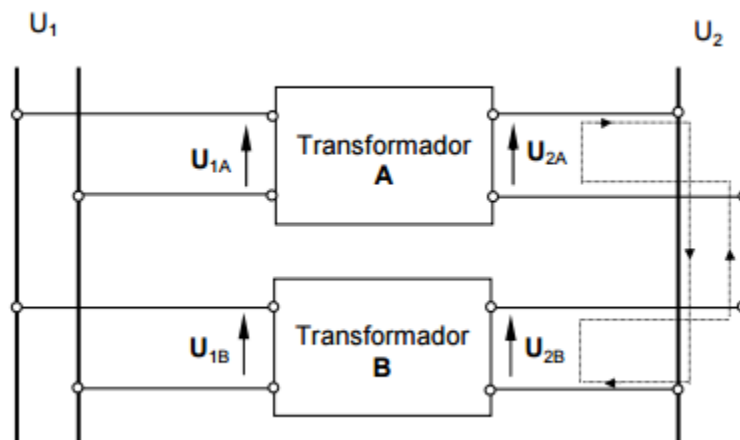 U1
U2
U1A
Transformador
A
U2A
U1B
Transformador
B
U2B